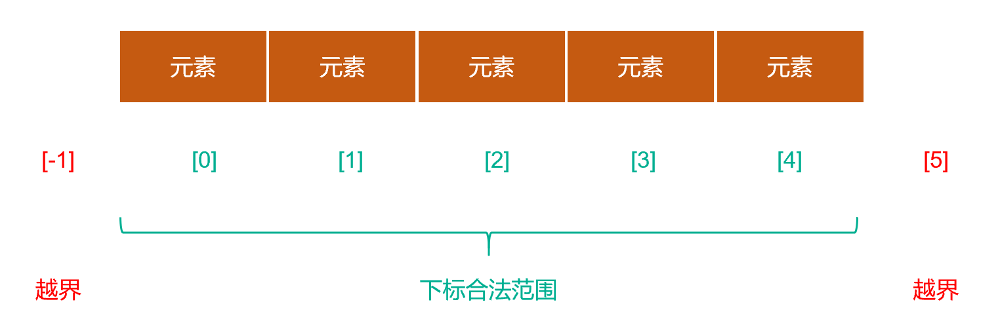 元素 元素 元素 元素 元素
[-1] [0] [1] [2] [3] [4] [5]
越界 下标合法范围 越界